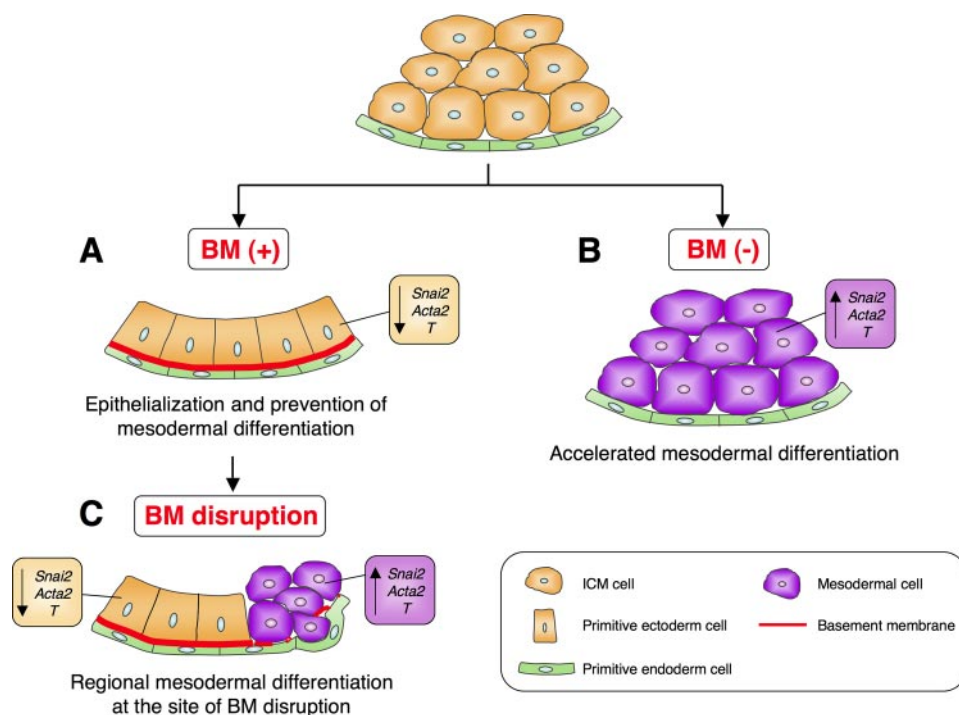 A
BM (+)
Snai2
Acta2
T
Epithelialization and prevention of
mesodermal differentiation
B
BM (-)
Snai2
Acta2
T
Accelerated mesodermal differentiation
C
BM disruption
Snai2
Acta2
T
Snai2
Acta2
T
Regional mesodermal differentiation
at the site of BM disruption
ICM cell
Primitive ectoderm cell
Primitive endoderm cell
Mesodermal cell
Basement membrane